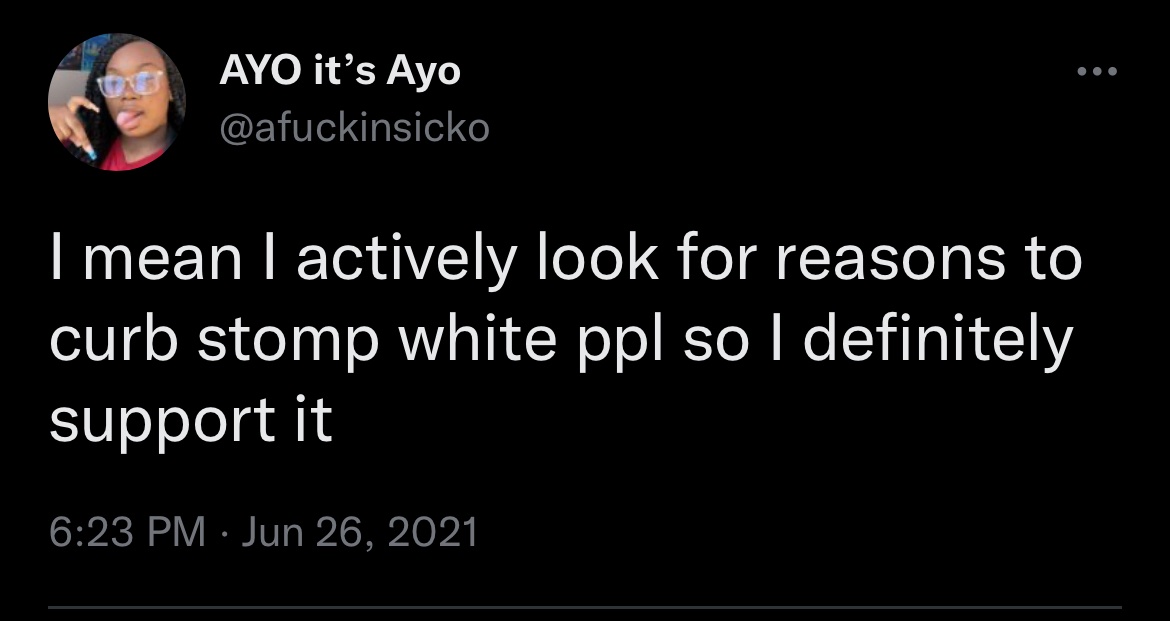 AYO it’s Ayo
@afuckinsicko
I mean I actively look for reasons to
curb stomp white ppl so I definitely
support it
6:23 PM · Jun 26, 2021